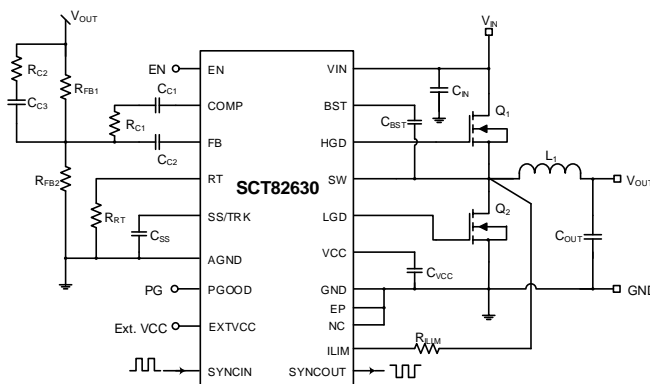 VOUT
VIN
RC2
RFB1
CC3
EN
EN
VIN
CIN
CC1
COMP
BST
Q1
RC1
CBST
FB
HGD
CC2
L1
RFB2
RT
SCT82630
SW
VOUT
Q2
RRT
SS/TRK
LGD
CSS
COUT
VCC
CVCC
AGND
PG
PGOOD
GND
GND
EP
Ext. VCC
EXTVCC
NC
RILIM
ILIM
SYNCIN
SYNCOUT